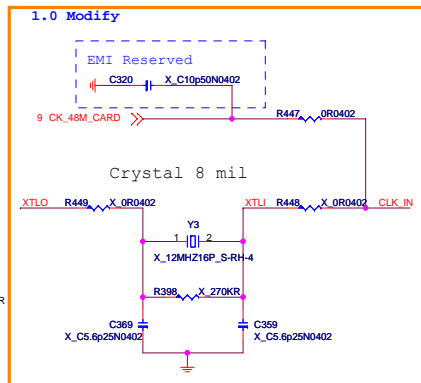 1.0 Modify
EMI Reserved
C320 X_C10p50N0402
9 CK_48M_CARD
R447 0R0402
Crystal 8 mil
XTLO R449 X_0R0402 XTLI R448 X_0R0402 CLK_IN
Y3
1 2
X_12MHZ16P_S-RH-4
R398 X_270KR
R
C369 C359
X_C5.6p25N0402 X_C5.6p25N0402